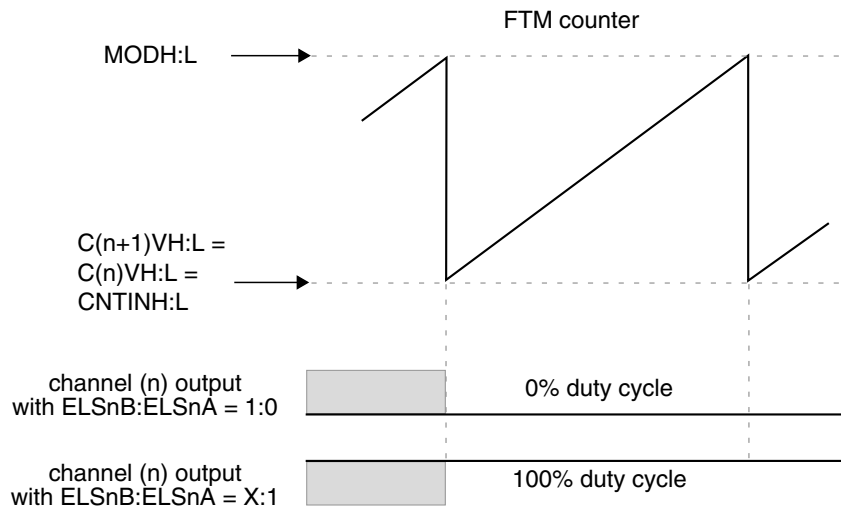 FTM counter
MODH:L
C(n+1)VH:L =
C(n)VH:L =
CNTINH:L
channel (n) output
with ELSnB:ELSnA = 1:0
0% duty cycle
channel (n) output
with ELSnB:ELSnA = X:1
100% duty cycle